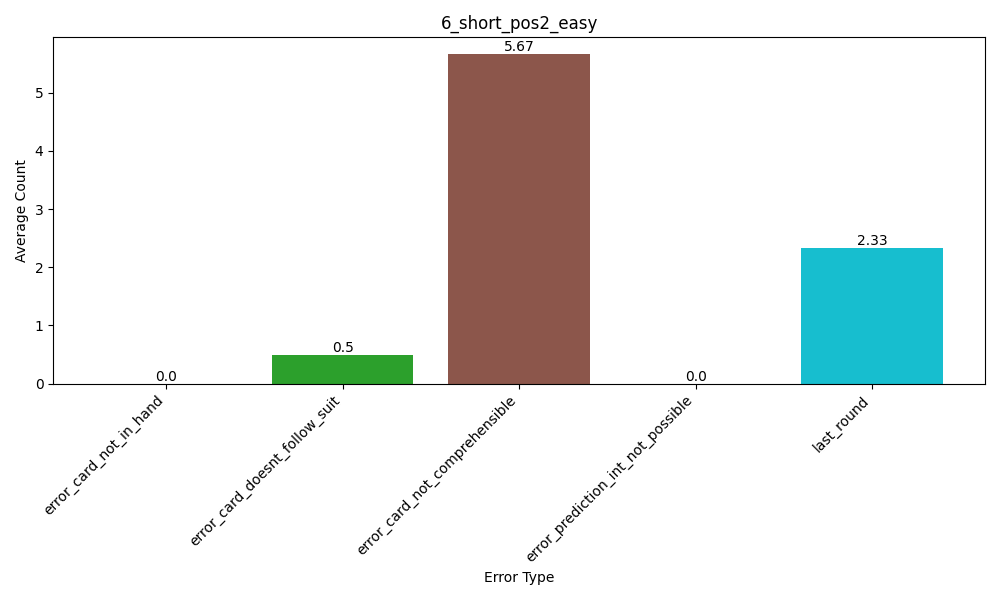 6_short_pos2_easy
Average Count
5
4
3
2
1
0
0.0
0.5
5.67
0.0
2.33
error_card_not_in_hand
error_card_doesnt_follow_suit
error_card_not_comprehensible
error_prediction_int_not_possible
last_round
Error Type